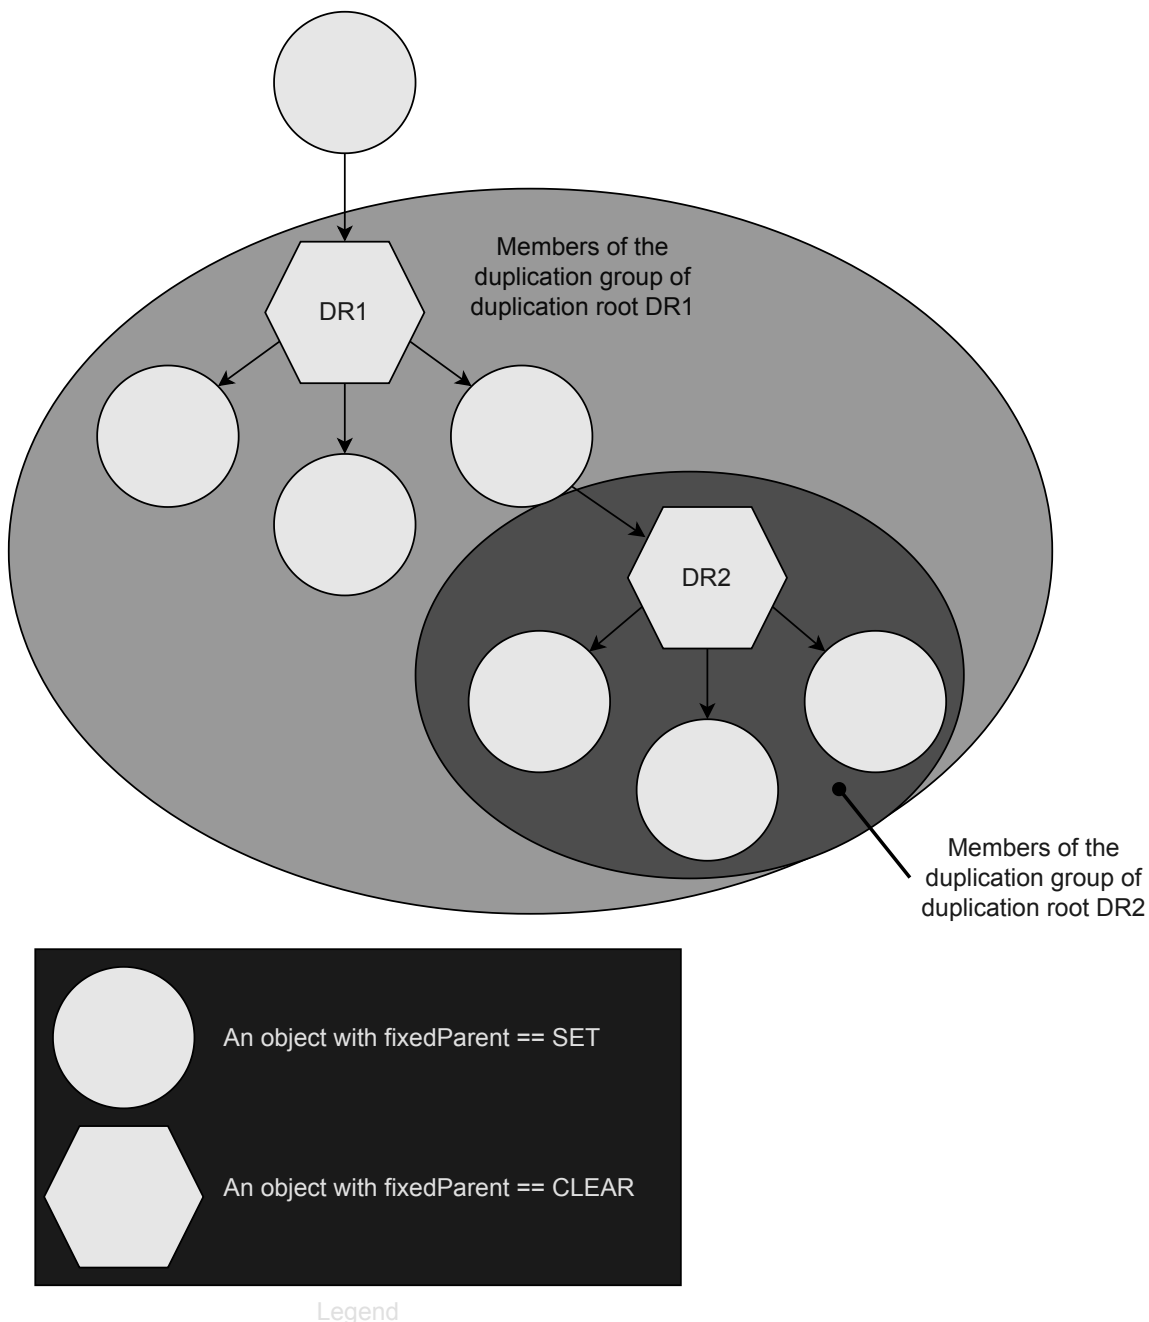 Members of the
duplication group of
duplication root DR1
DR1
DR2
Members of the
duplication group of
duplication root DR2
An object with fixedParent == SET
An object with fixedParent == CLEAR
Legend